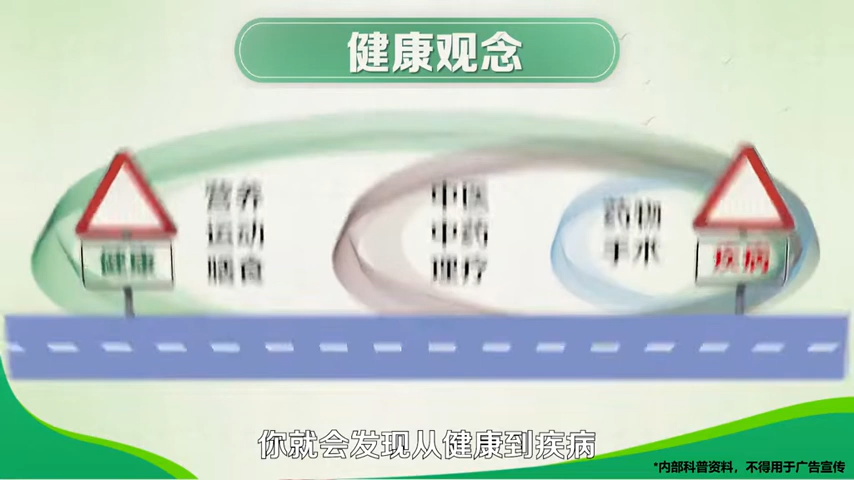 健康观念
营养
运动
膳食
中医
中药
理疗
药物
手术
健康
疾病
你就会发现从健康到疾病
*内部科普资料，不得用于广告宣传